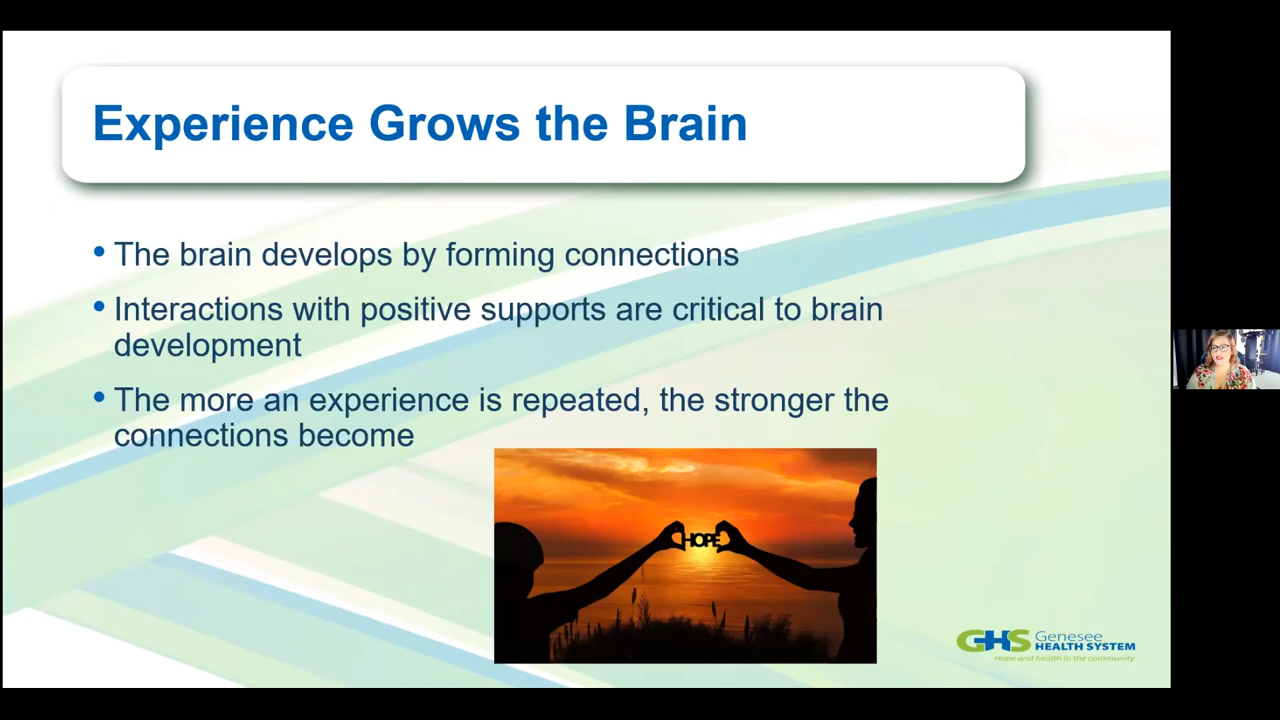 Experience Grows the Brain
• The brain develops by forming connections
• Interactions with positive supports are critical to brain
development
• The more an experience is repeated, the stronger the
connections become
HOPE
GHS Genesee
HEALTH SYSTEM
Hope and health in the community